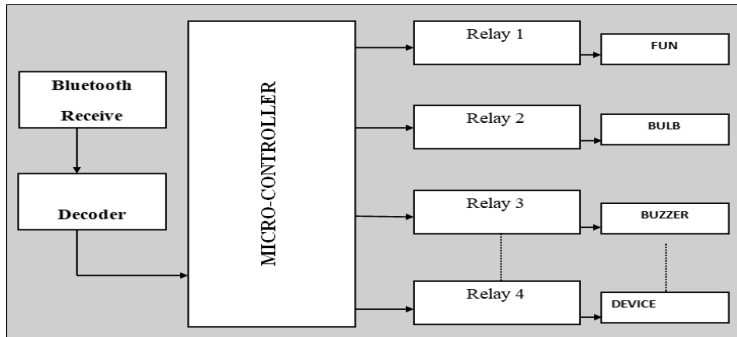 Bluetooth
Receive
Decoder
MICRO-CONTROLLER
Relay 1
FUN
Relay 2
BULB
Relay 3
BUZZER
Relay 4
DEVICE